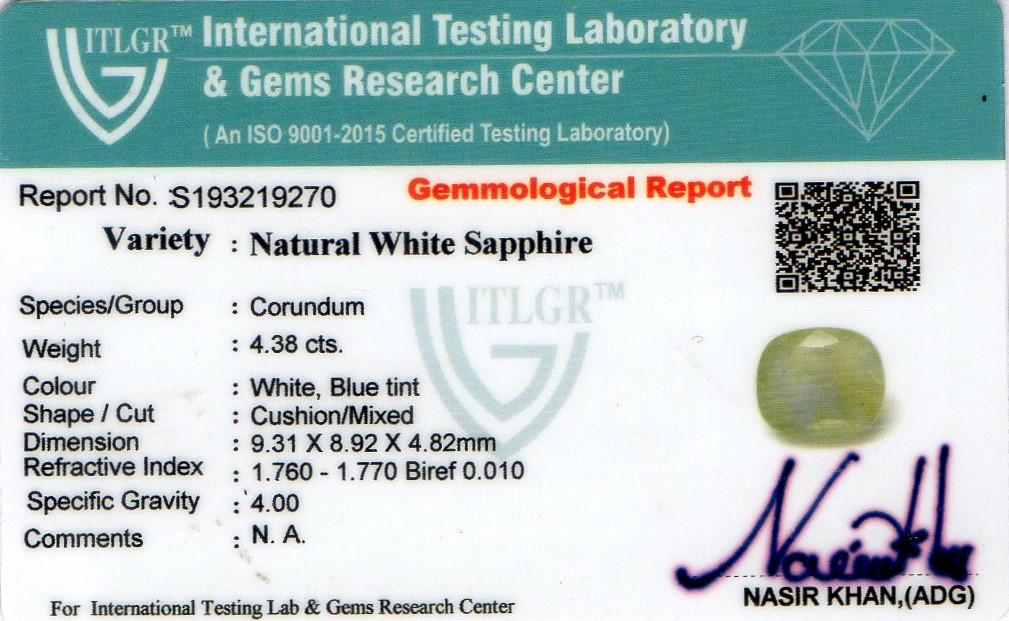 ITLGR™ International Testing Laboratory
& Gems Research Center
( An ISO 9001-2015 Certified Testing Laboratory)
Report No. :S193219270 Gemmological Report
Variety : Natural White Sapphire
ITLGR™
Species/Group : Corundum
Weight : 4.38 cts.
Colour : White, Blue tint
Shape / Cut : Cushion/Mixed
Dimension : 9.31 X 8.92 X 4.82mm
Refractive Index : 1.760 - 1.770 Biref 0.010
Specific Gravity : 4.00
Comments : N. A.
NASIR KHAN,(ADG)
For International Testing Lab & Gems Research Center